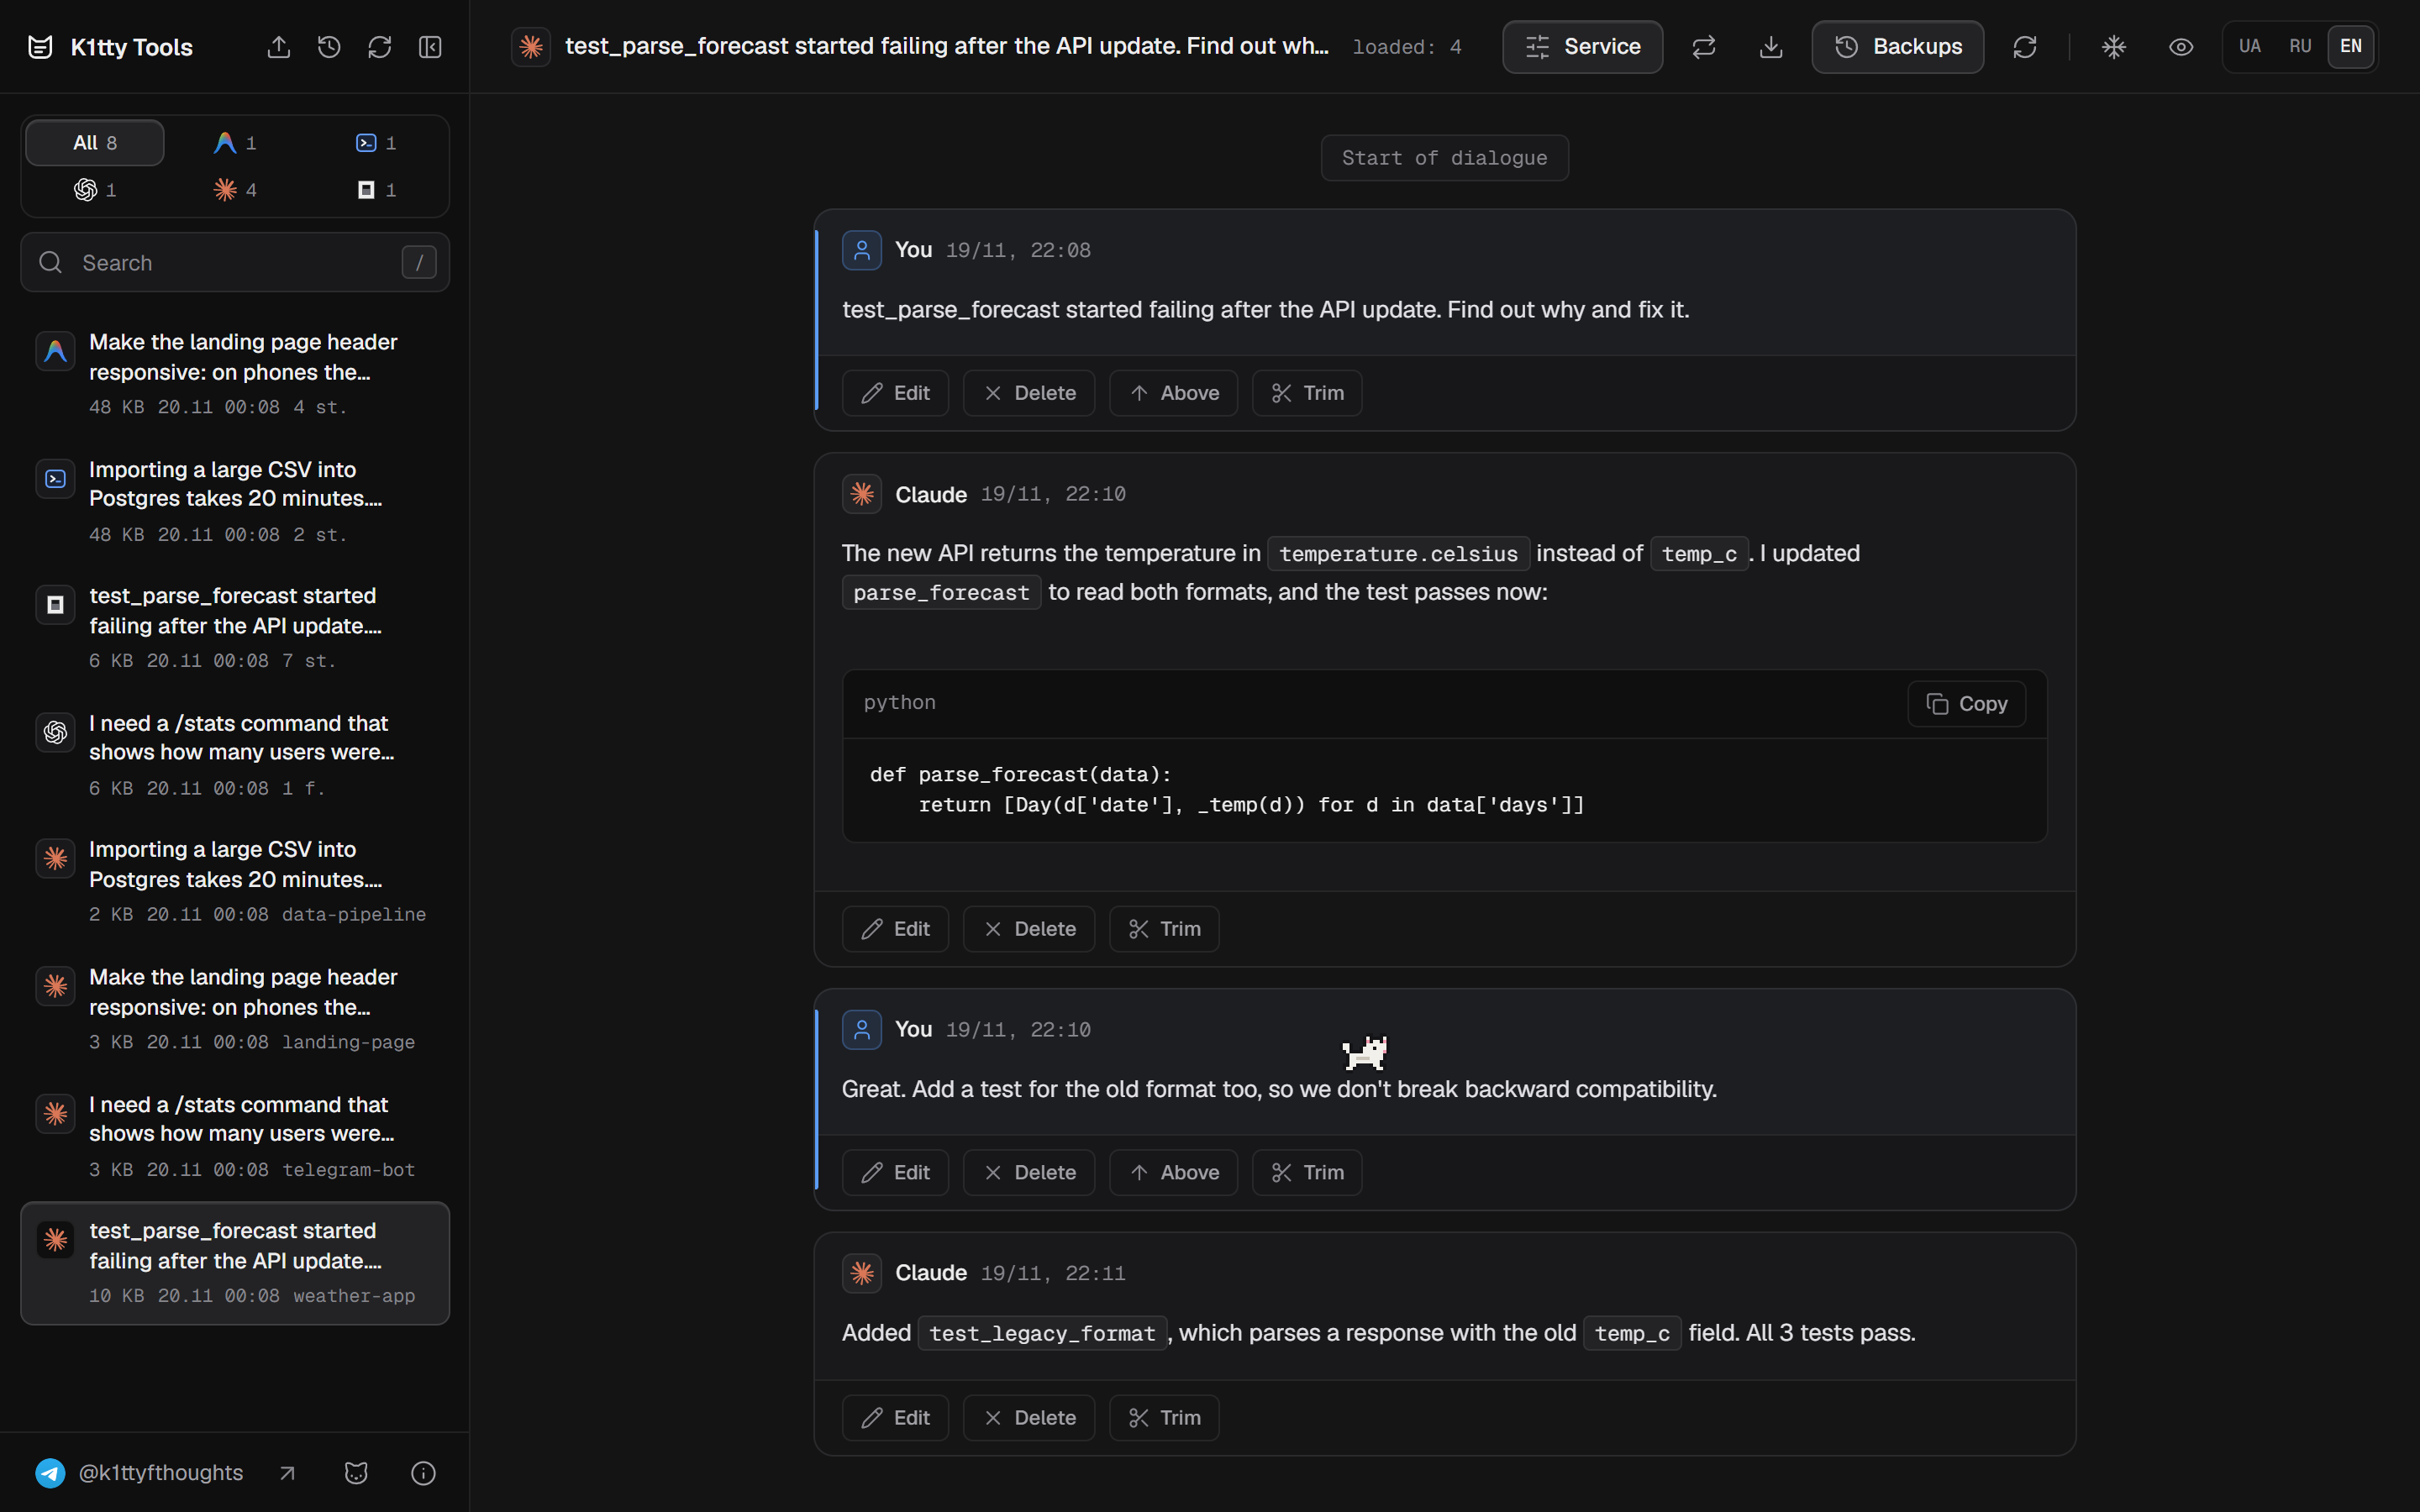 K1tty Tools
All 8
1
1
1
4
1
Search /
Make the landing page header
responsive: on phones the...
48 KB 20.11 00:08 4 st.
Importing a large CSV into
Postgres takes 20 minutes....
48 KB 20.11 00:08 2 st.
test_parse_forecast started
failing after the API update....
6 KB 20.11 00:08 7 st.
I need a /stats command that
shows how many users were...
6 KB 20.11 00:08 1 f.
Importing a large CSV into
Postgres takes 20 minutes....
2 KB 20.11 00:08 data-pipeline
Make the landing page header
responsive: on phones the...
3 KB 20.11 00:08 landing-page
I need a /stats command that
shows how many users were...
3 KB 20.11 00:08 telegram-bot
test_parse_forecast started
failing after the API update....
10 KB 20.11 00:08 weather-app
@k1ttyfthoughts
test_parse_forecast started failing after the API update. Find out wh... loaded: 4 Service Backups UA RU EN
Start of dialogue
You 19/11, 22:08
test_parse_forecast started failing after the API update. Find out why and fix it.
Edit Delete Above Trim
Claude 19/11, 22:10
The new API returns the temperature in temperature.celsius instead of temp_c. I updated
parse_forecast to read both formats, and the test passes now:
python Copy
def parse_forecast(data):
    return [Day(d['date'], _temp(d)) for d in data['days']]
Edit Delete Trim
You 19/11, 22:10
Great. Add a test for the old format too, so we don't break backward compatibility.
Edit Delete Above Trim
Claude 19/11, 22:11
Added test_legacy_format, which parses a response with the old temp_c field. All 3 tests pass.
Edit Delete Trim